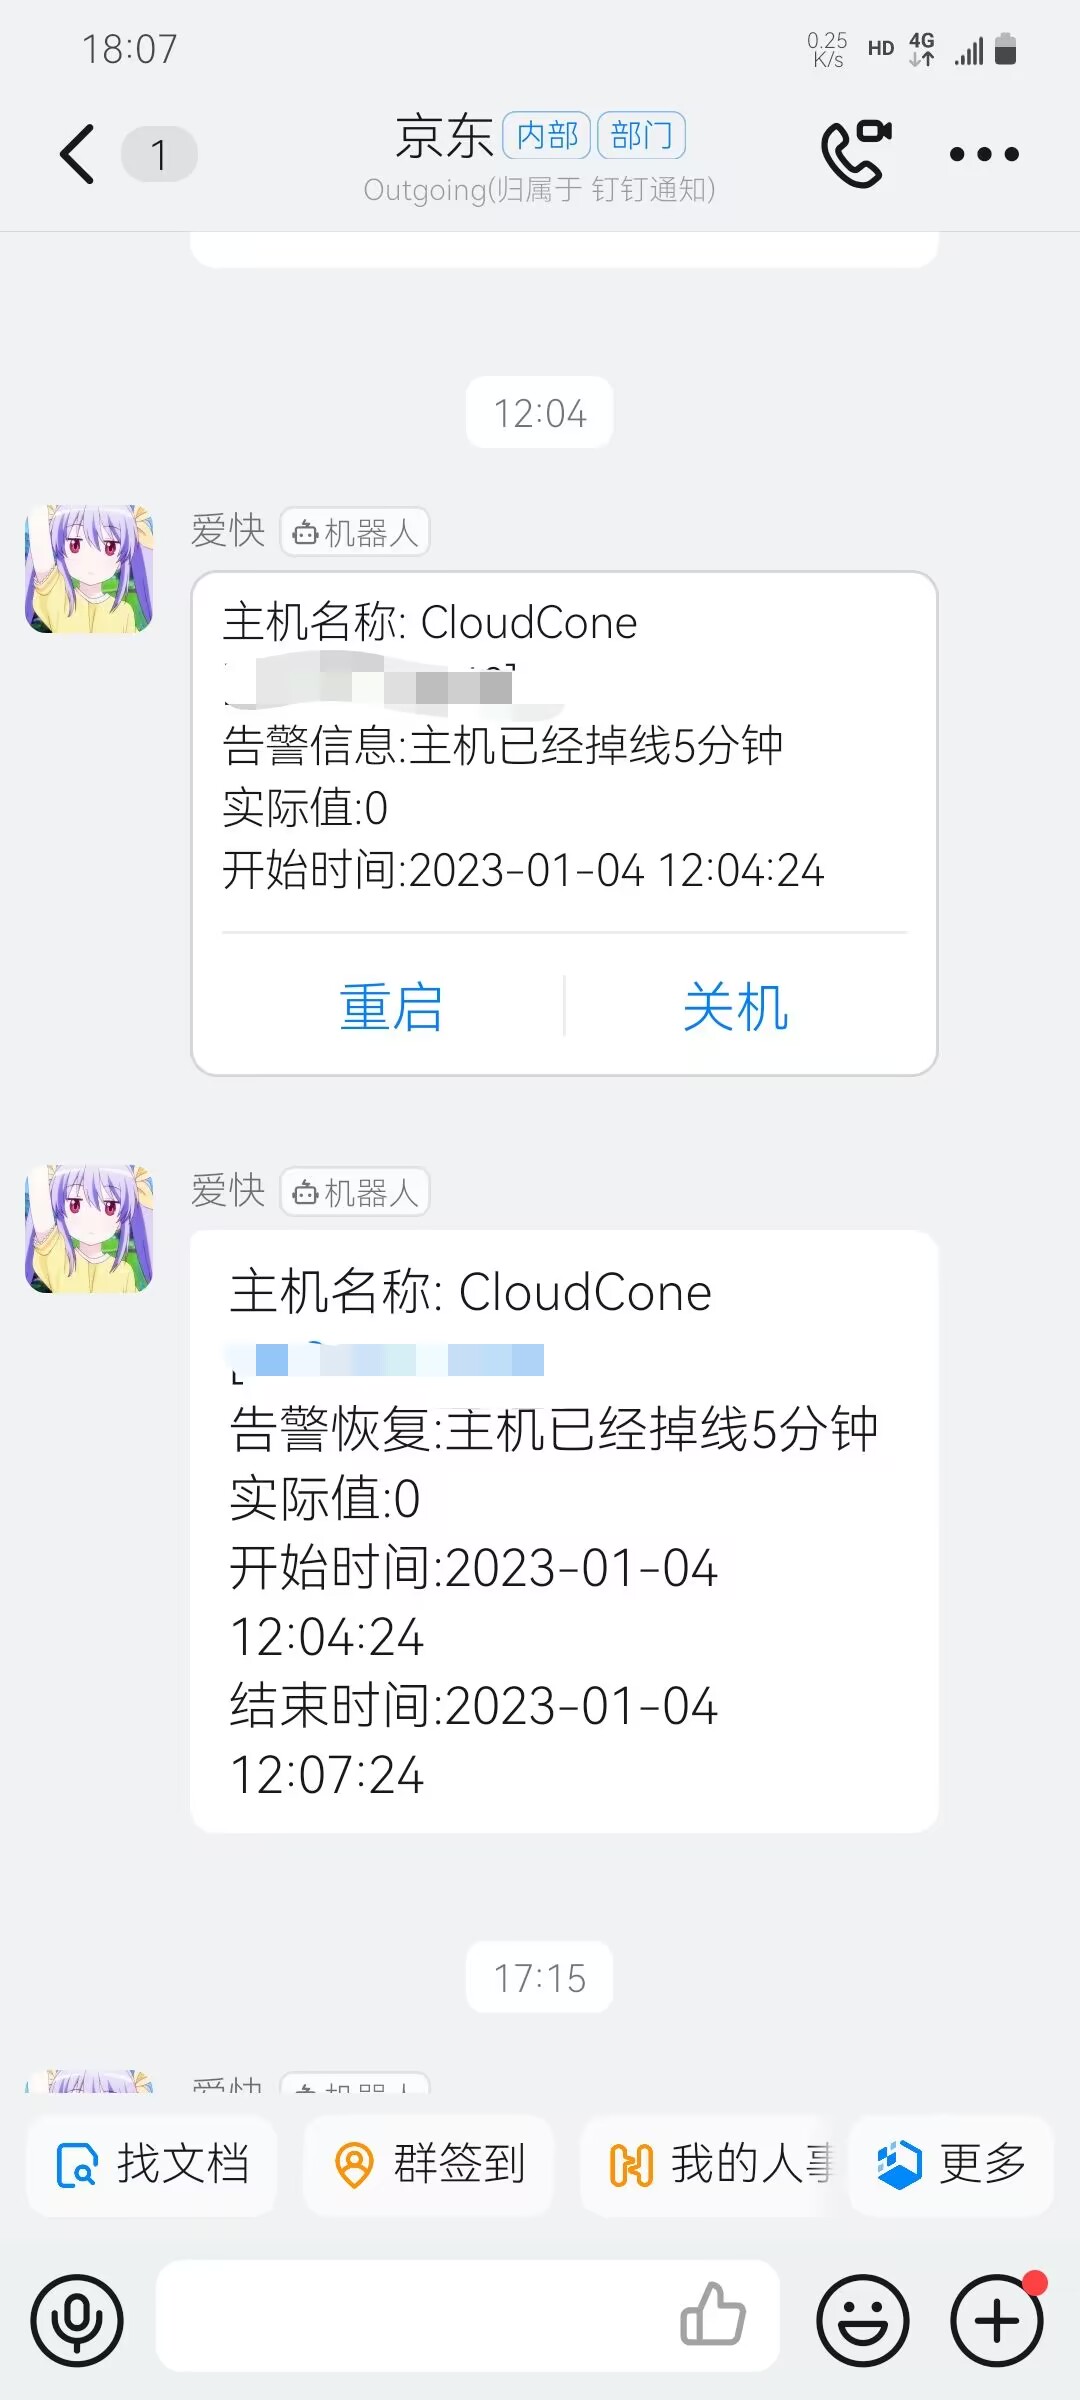 18:07
0.25
K/s
HD
4G
1
京东
内部
部门
Outgoing(归属于 钉钉通知)
12:04
爱快
机器人
主机名称: CloudCone
告警信息:主机已经掉线5分钟
实际值:0
开始时间:2023-01-04 12:04:24
重启
关机
爱快
机器人
主机名称: CloudCone
告警恢复:主机已经掉线5分钟
实际值:0
开始时间:2023-01-04
12:04:24
结束时间:2023-01-04
12:07:24
17:15
爱快
机器人
找文档
群签到
我的人事
更多